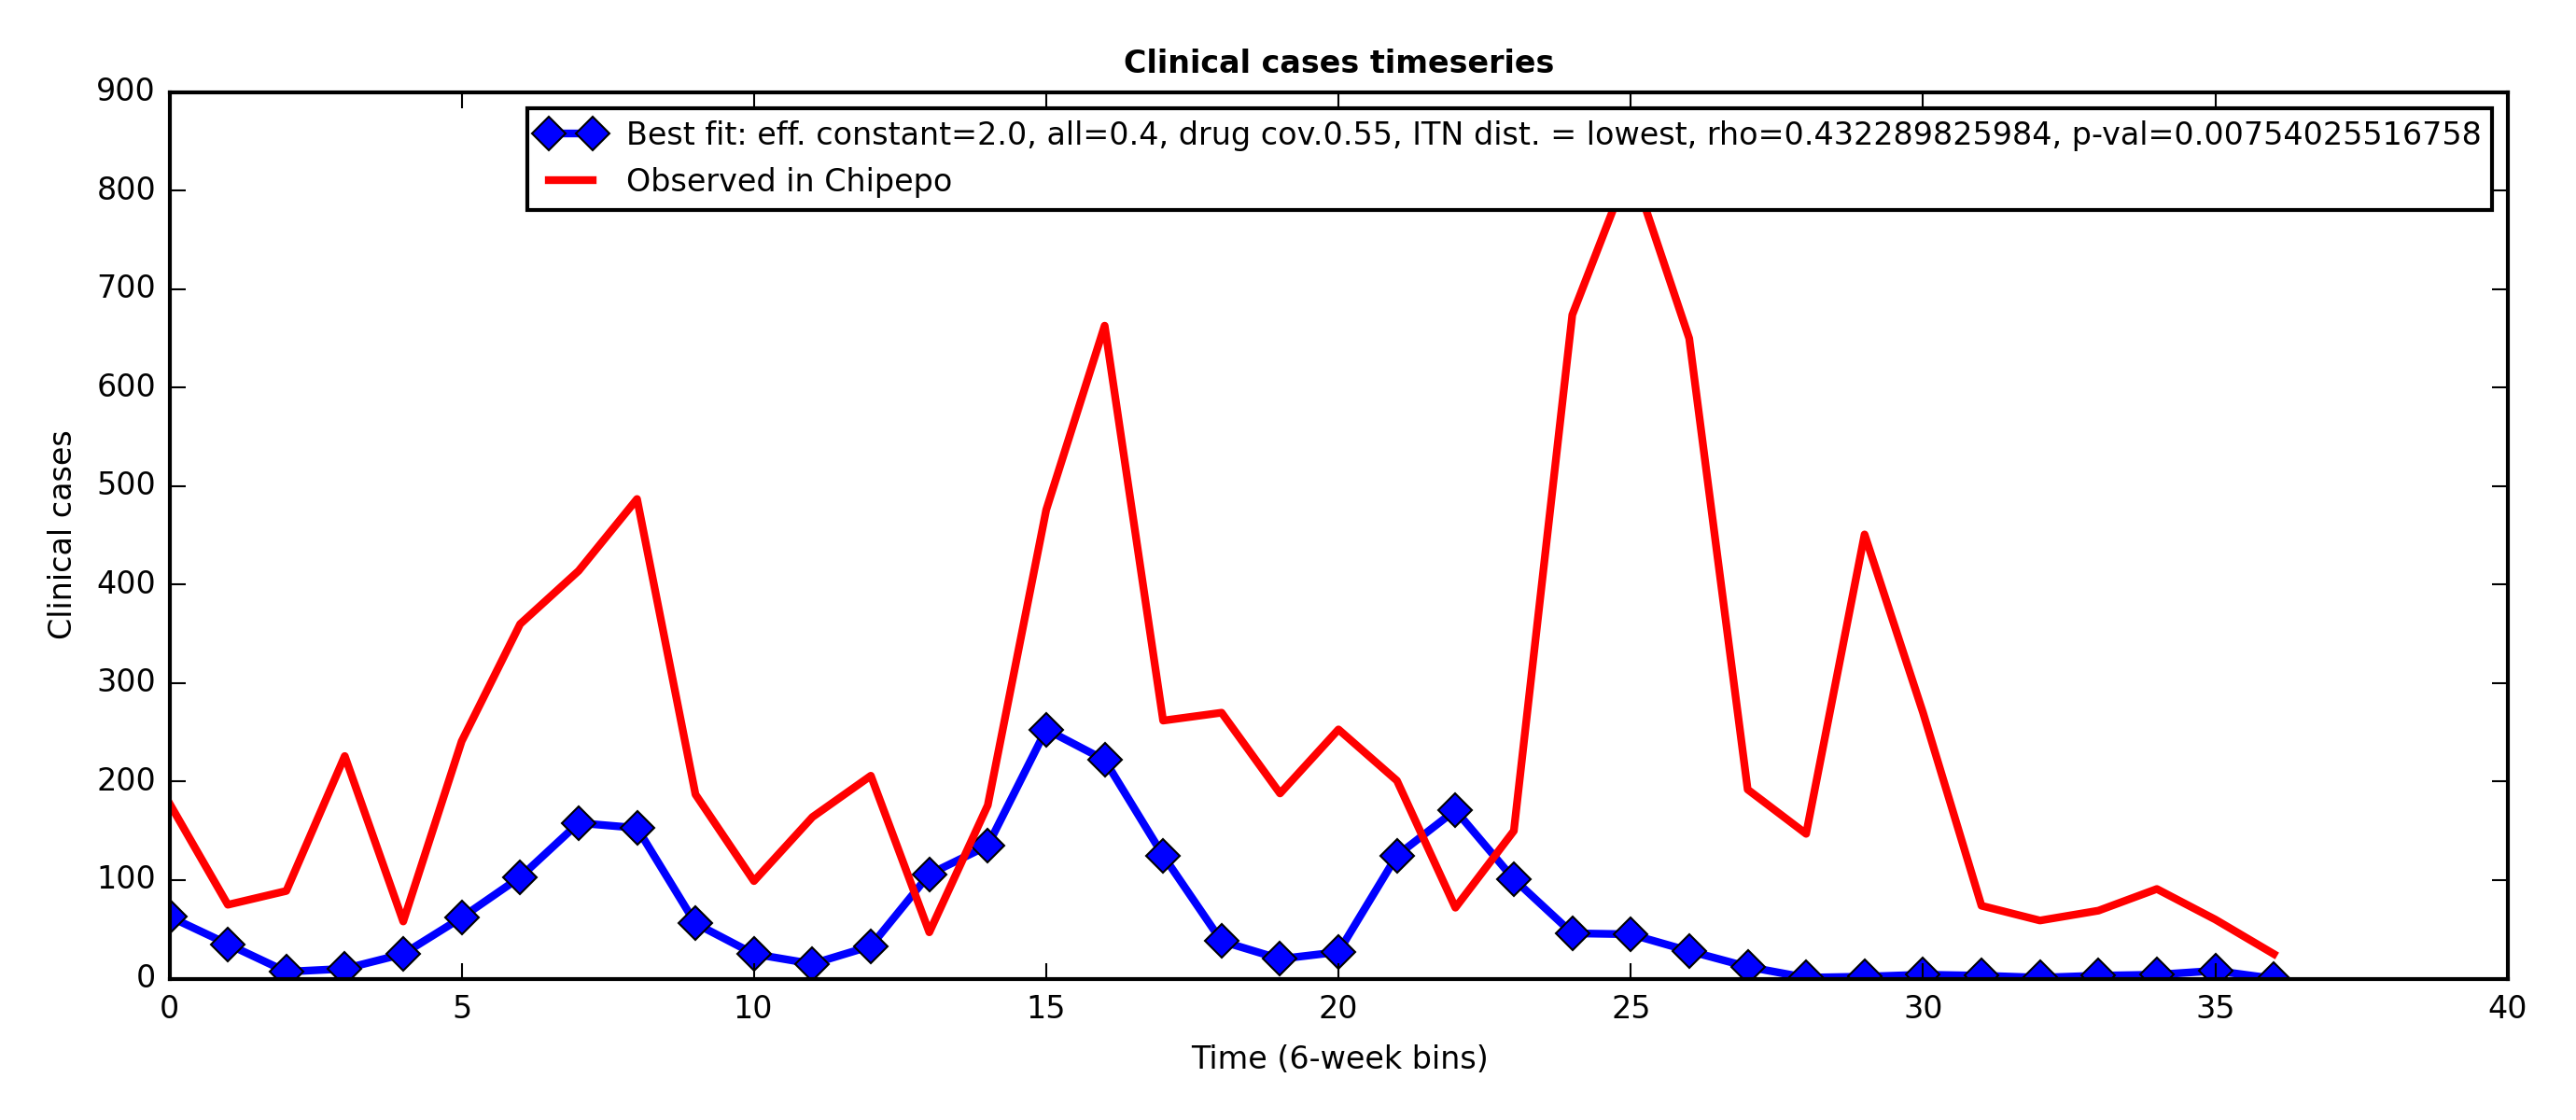 Clinical cases timeseries
900
800
700
600
500
400
300
200
100
0
Clinical cases
Best fit: eff. constant=2.0, all=0.4, drug cov.0.55, ITN dist. = lowest, rho=0.432289825984, p-val=0.00754025516758
Observed in Chipepo
0 5 10 15 20 25 30 35 40
Time (6-week bins)